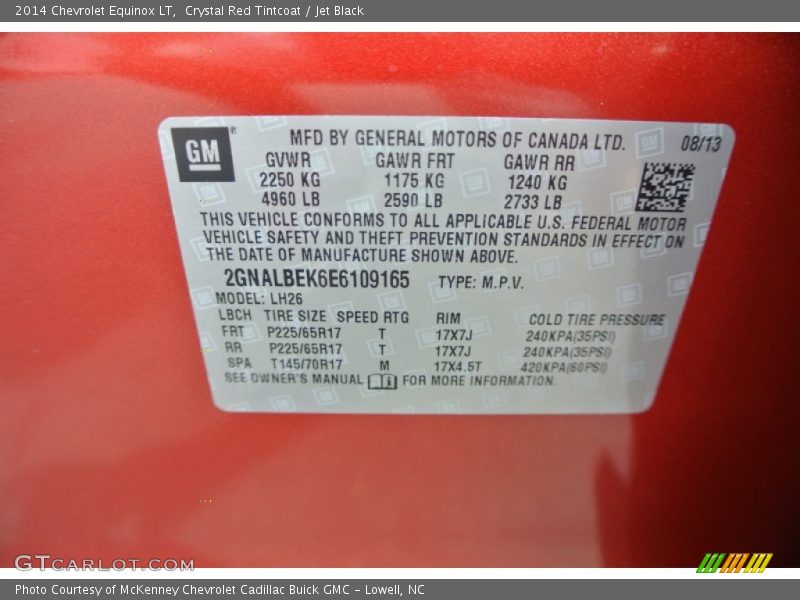 2014 Chevrolet Equinox LT,  Crystal Red Tintcoat / Jet Black
GM®
MFD BY GENERAL MOTORS OF CANADA LTD. 08/13
GVWR GAWR FRT GAWR RR
2250 KG 1175 KG 1240 KG
4960 LB 2590 LB 2733 LB
THIS VEHICLE CONFORMS TO ALL APPLICABLE U.S. FEDERAL MOTOR
VEHICLE SAFETY AND THEFT PREVENTION STANDARDS IN EFFECT ON
THE DATE OF MANUFACTURE SHOWN ABOVE.
2GNALBEK6E6109165 TYPE: M.P.V.
MODEL: LH26
LBCH TIRE SIZE SPEED RTG RIM COLD TIRE PRESSURE
FRT P225/65R17 T 17X7J 240KPA(35PSI)
RR P225/65R17 T 17X7J 240KPA(35PSI)
SPA T145/70R17 M 17X4.5T 420KPA(60PSI)
SEE OWNER'S MANUAL FOR MORE INFORMATION.
GTCARLOT.COM
Photo Courtesy of McKenney Chevrolet Cadillac Buick GMC – Lowell, NC